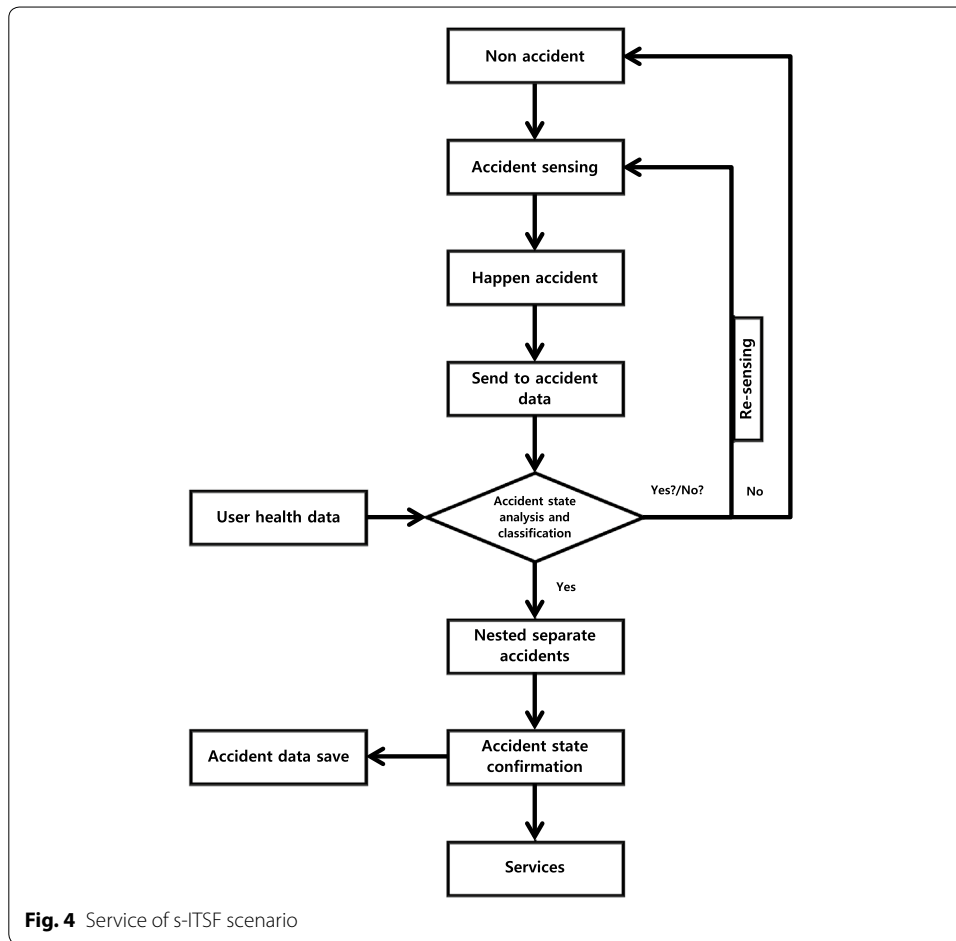 Non accident
Accident sensing
Happen accident
Send to accident
data
Re-sensing
User health data
Accident state
analysis and
classification
Yes?/No?
No
Yes
Nested separate
accidents
Accident data save
Accident state
confirmation
Services
Fig. 4 Service of s-ITSF scenario